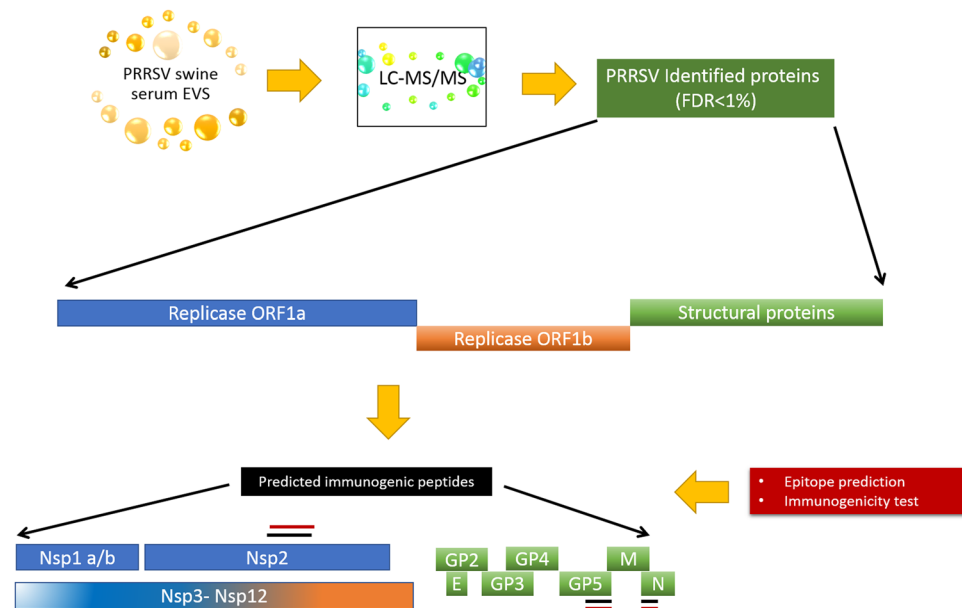 PRRSV swine
serum EVS
LC-MS/MS
PRRSV Identified proteins
(FDR<1%)
Replicase ORF1a
Structural proteins
Replicase ORF1b
Predicted immunogenic peptides
• Epitope prediction
• Immunogenicity test
Nsp1 a/b
Nsp2
GP2
GP4
M
E
GP3
GP5
N
Nsp3- Nsp12